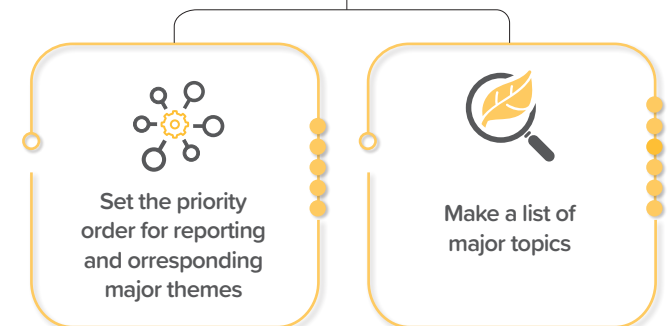 Set the priority
order for reporting
and orresponding
major themes
Make a list of
major topics